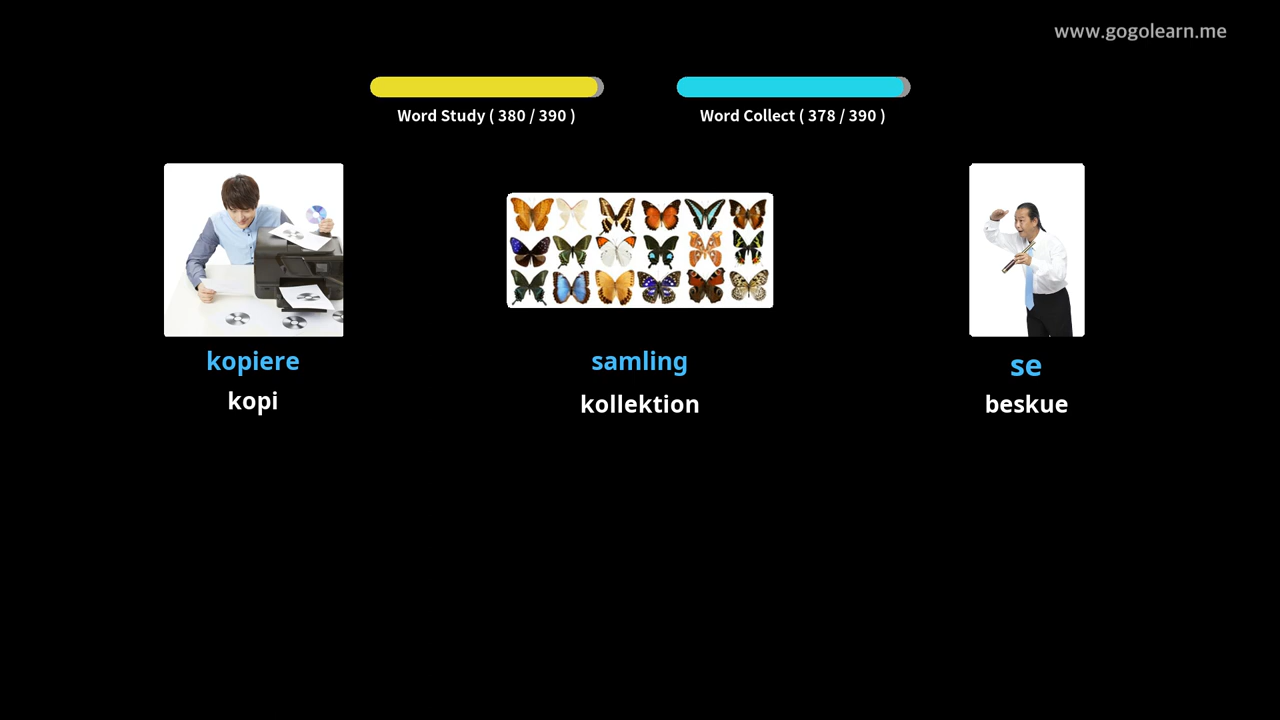 www.gogolearn.me
Word Study ( 380 / 390 )
Word Collect ( 378 / 390 )
kopiere
samling
se
kopi
kollektion
beskue